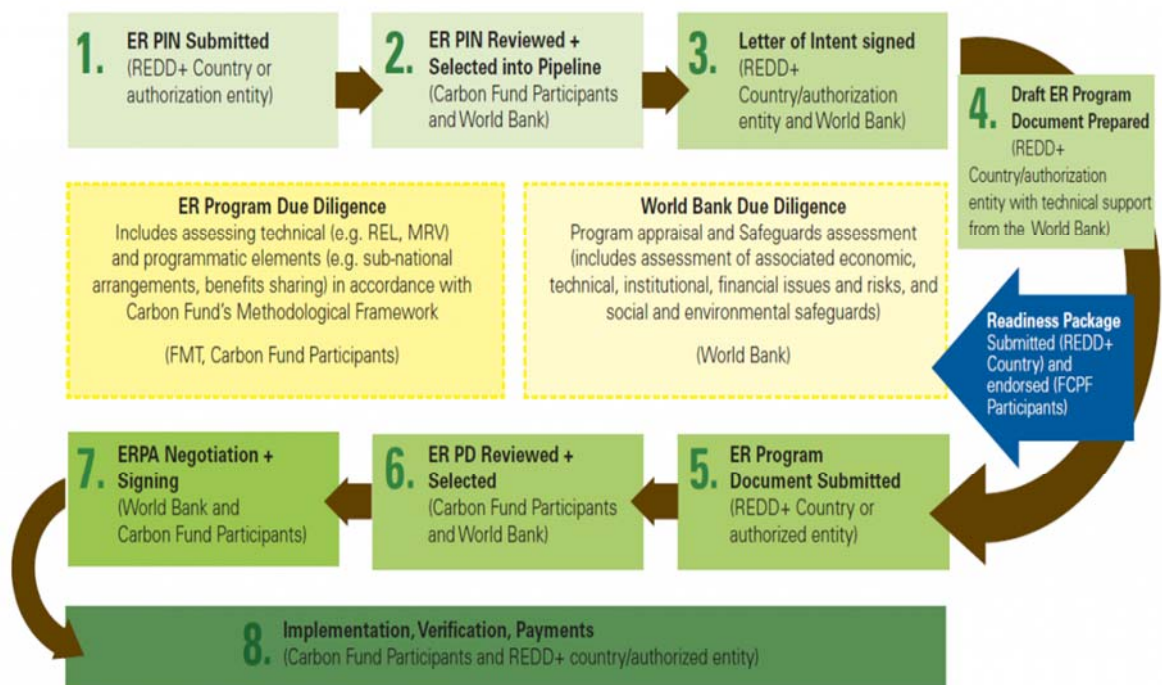 1. ER PIN Submitted
(REDD+ Country or
authorization entity)
2. ER PIN Reviewed +
Selected into Pipeline
(Carbon Fund Participants
and World Bank)
3. Letter of Intent signed
(REDD+
Country/authorization
entity and World Bank)
4. Draft ER Program
Document Prepared
(REDD+
Country/authorization
entity with technical support
from the World Bank)
ER Program Due Diligence
Includes assessing technical (e.g. REL, MRV)
and programmatic elements (e.g. sub-national
arrangements, benefits sharing) in accordance with
Carbon Fund's Methodological Framework
(FMT, Carbon Fund Participants)
World Bank Due Diligence
Program appraisal and Safeguards assessment
(includes assessment of associated economic,
technical, institutional, financial issues and risks, and
social and environmental safeguards)
(World Bank)
Readiness Package
Submitted (REDD+
Country) and
endorsed (FCPF
Participants)
7. ERPA Negotiation +
Signing
(World Bank and
Carbon Fund Participants)
6. ER PD Reviewed +
Selected
(Carbon Fund Participants
and World Bank)
5. ER Program
Document Submitted
(REDD+ Country or
authorized entity)
8. Implementation, Verification, Payments
(Carbon Fund Participants and REDD+ country/authorized entity)